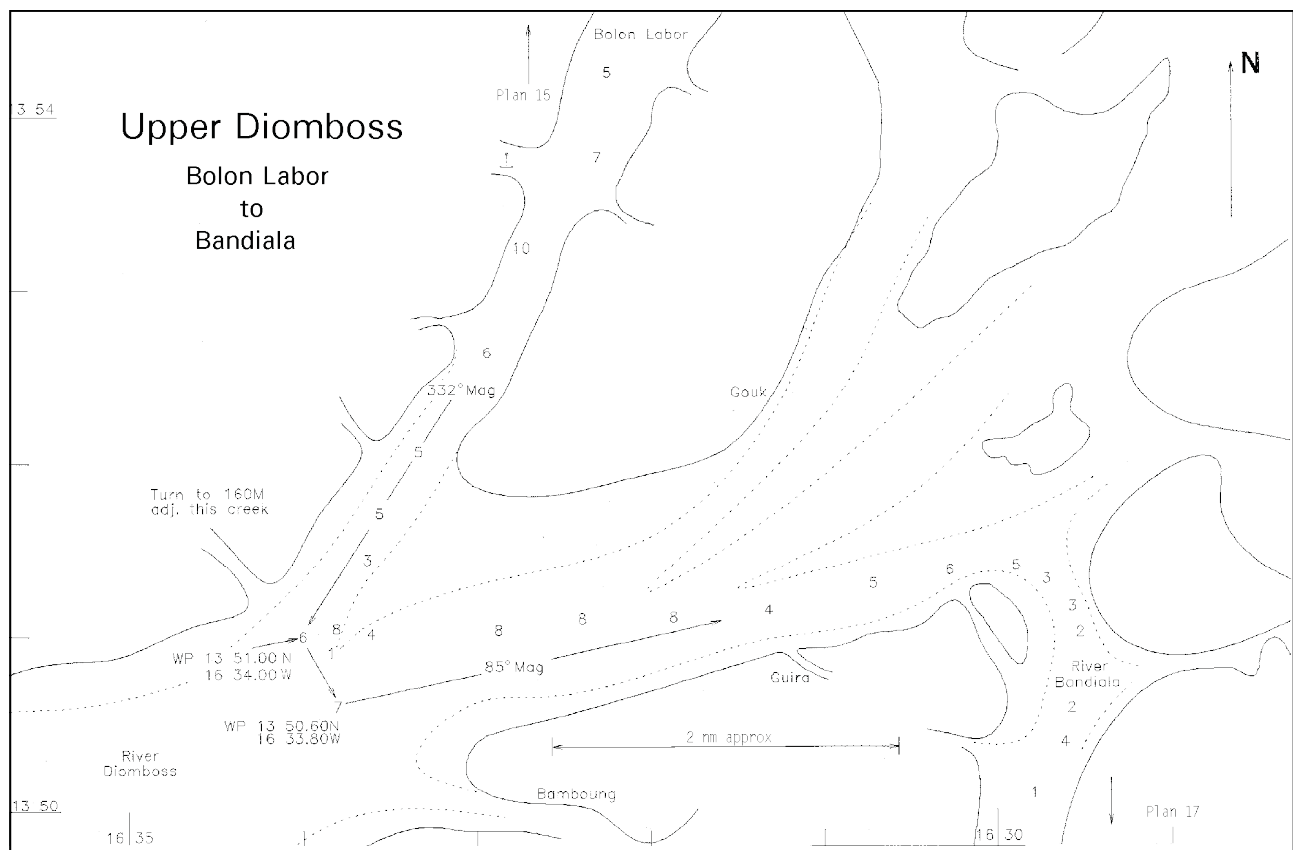 Bolon Labor
N
5
Plan 15
13 54
Upper Diomboss
1
7
Bolon Labor
to
Bandiala
10
6
332° Mag
Gouk
5
Turn to 160M
adj. this creek
5
3
5
6
5
3
4
3
8
8
8
8
4
2
6
1
WP 13 51.00 N
16 34.00 W
85° Mag
Guira
River
Bandiala
7
2
WP 13 50.60N
16 33.80W
2 nm approx
4
River
Diomboss
Bamboung
1
13 50
Plan 17
16 35
16 30